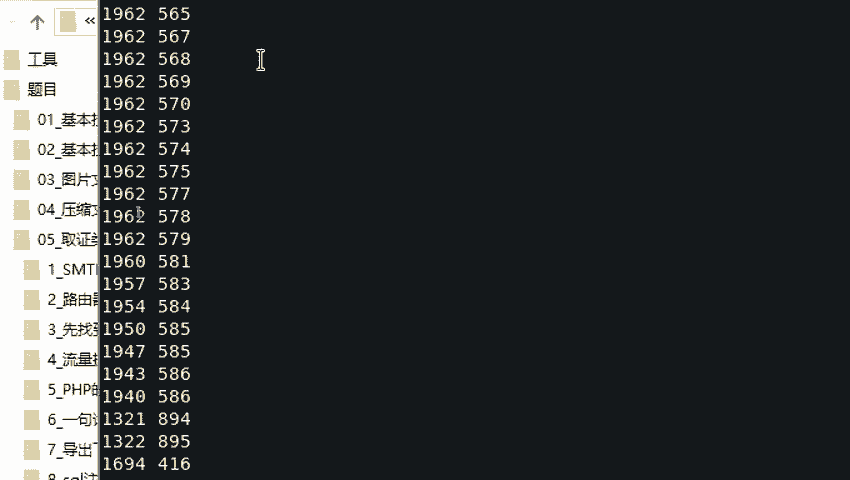 «
工具
题目
01_基本
02_基本
03_图片
04_压缩
05_取证
1_SMT
2_路由
3_先找
4_流量
5_PHP
6_一句
7_导出
8_sql
1962 565
1962 567
1962 568
1962 569
1962 570
1962 573
1962 574
1962 575
1962 577
1962 578
1962 579
1960 581
1957 583
1954 584
1950 585
1947 585
1943 586
1940 586
1321 894
1322 895
1694 416